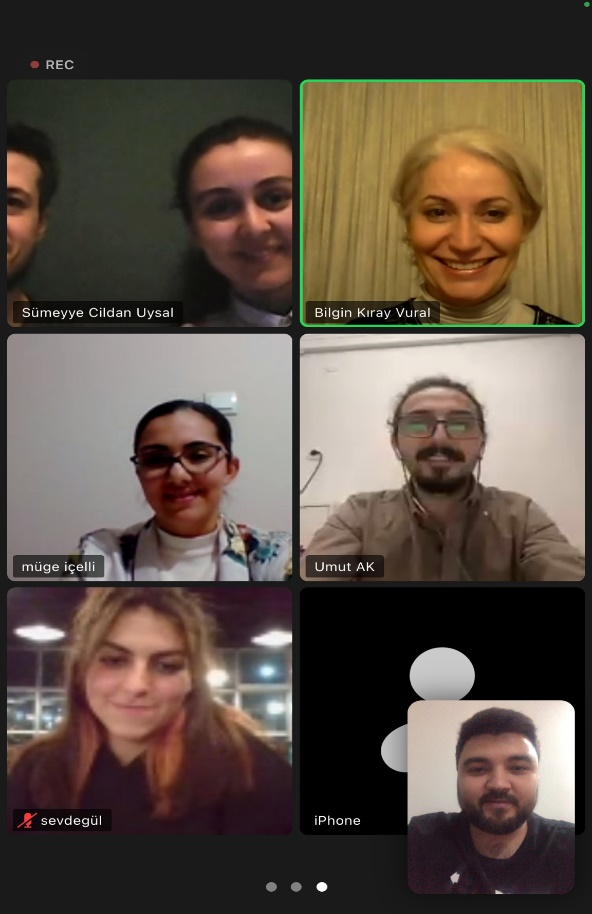 REC
Sümeyye Cildan Uysal
Bilgin Kıray Vural
müge içelli
Umut AK
sevdegül
iPhone